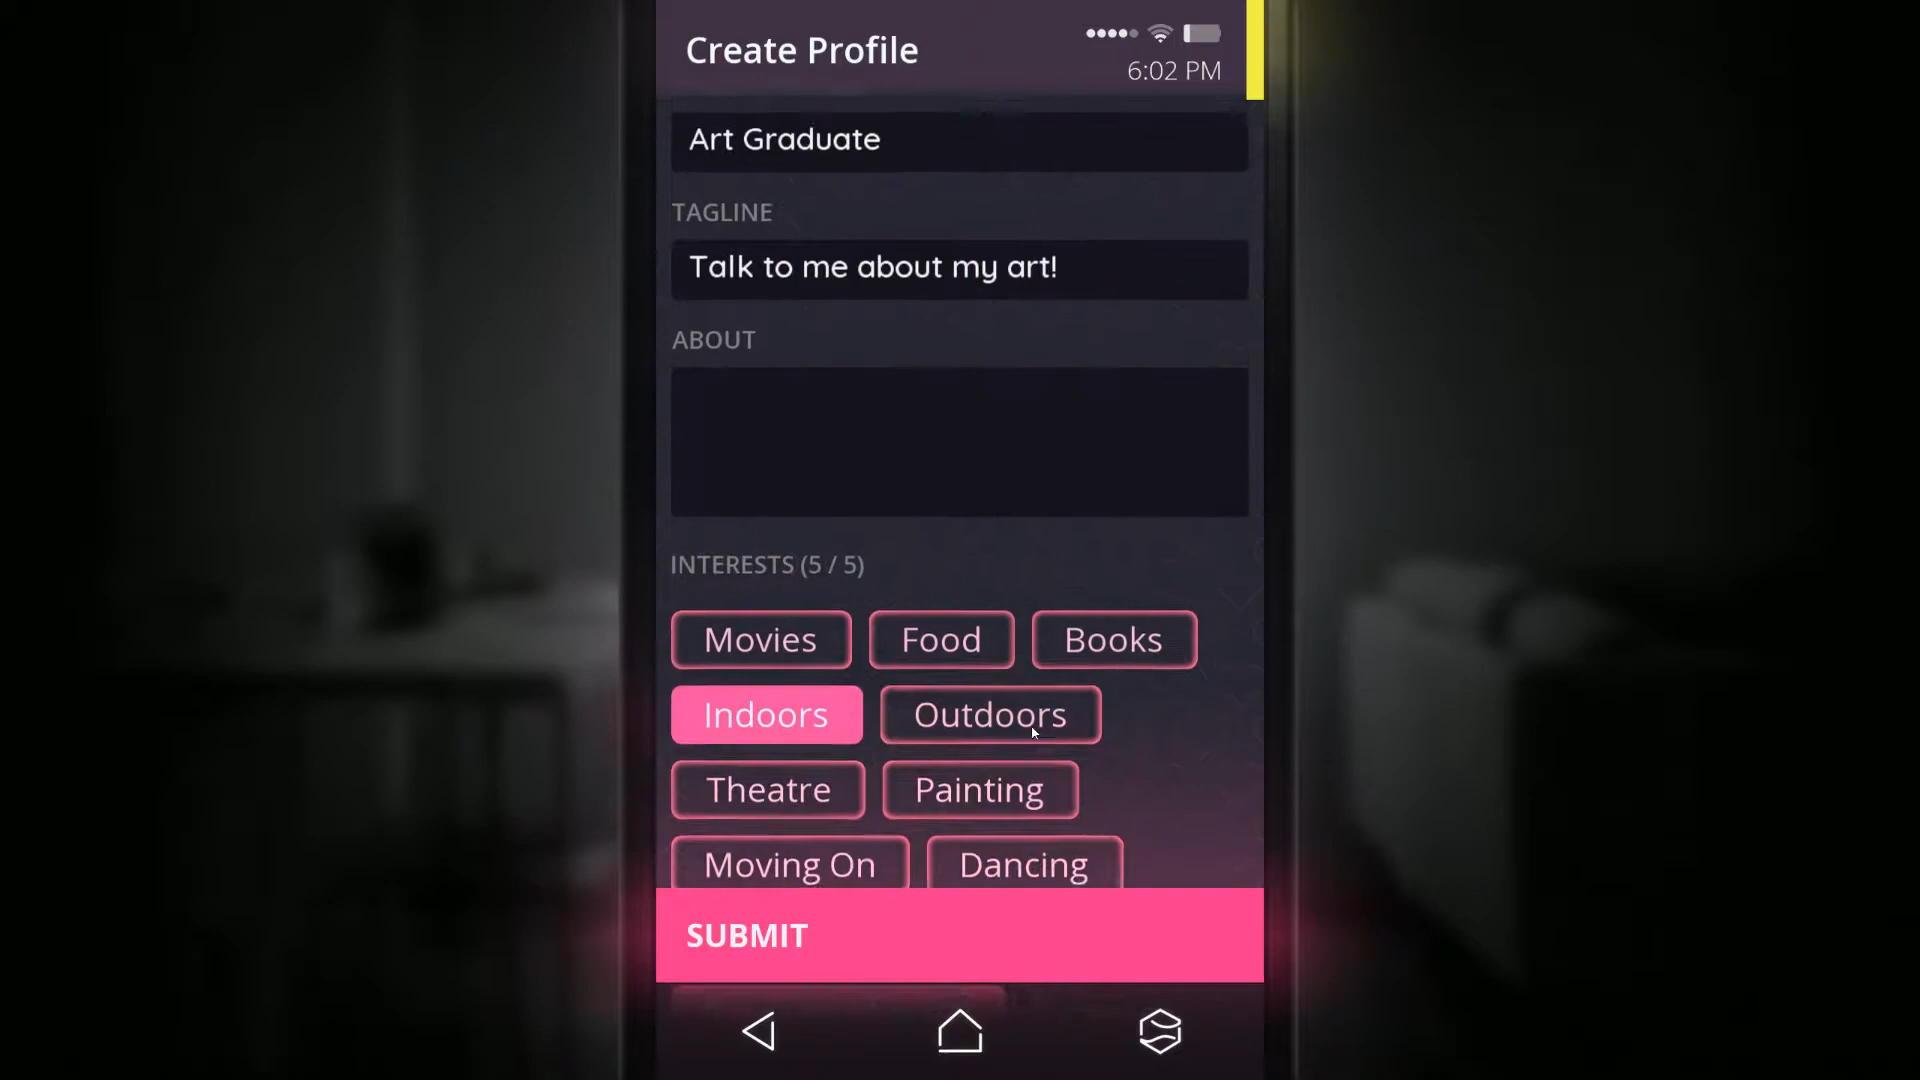 Create Profile
6:02 PM
Art Graduate
TAGLINE
Talk to me about my art!
ABOUT
INTERESTS (5 / 5)
Movies Food Books
Indoors Outdoors
Theatre Painting
Moving On Dancing
SUBMIT